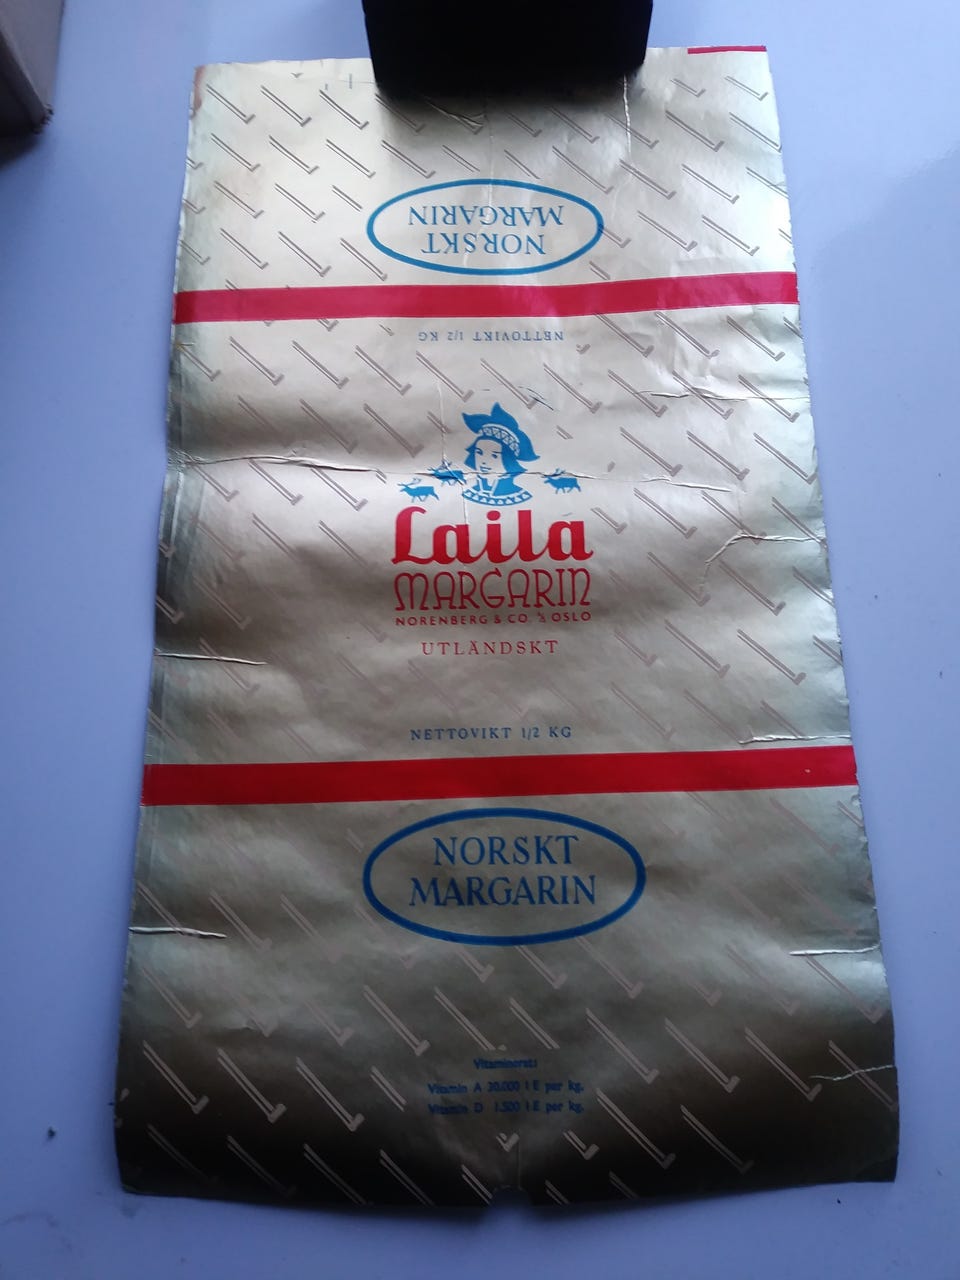 NORSKT
MARGARIN
NETTOVIKT 1/2 KG
Laila
MARGARIN
NORENBERG & CO. A/S OSLO
UTLÄNDSKT
NETTOVIKT 1/2 KG
NORSKT
MARGARIN
Vitaminerat:
Vitamin A 20.000 I E per kg.
Vitamin D 1.500 I E per kg.